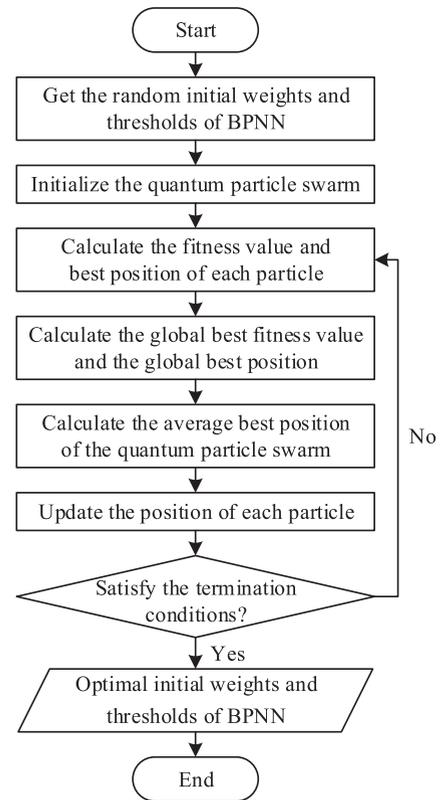 Start
Get the random initial weights and
thresholds of BPNN
Initialize the quantum particle swarm
Calculate the fitness value and
best position of each particle
Calculate the global best fitness value
and the global best position
Calculate the average best position
of the quantum particle swarm
No
Update the position of each particle
Satisfy the termination
conditions?
Yes
Optimal initial weights and
thresholds of BPNN
End